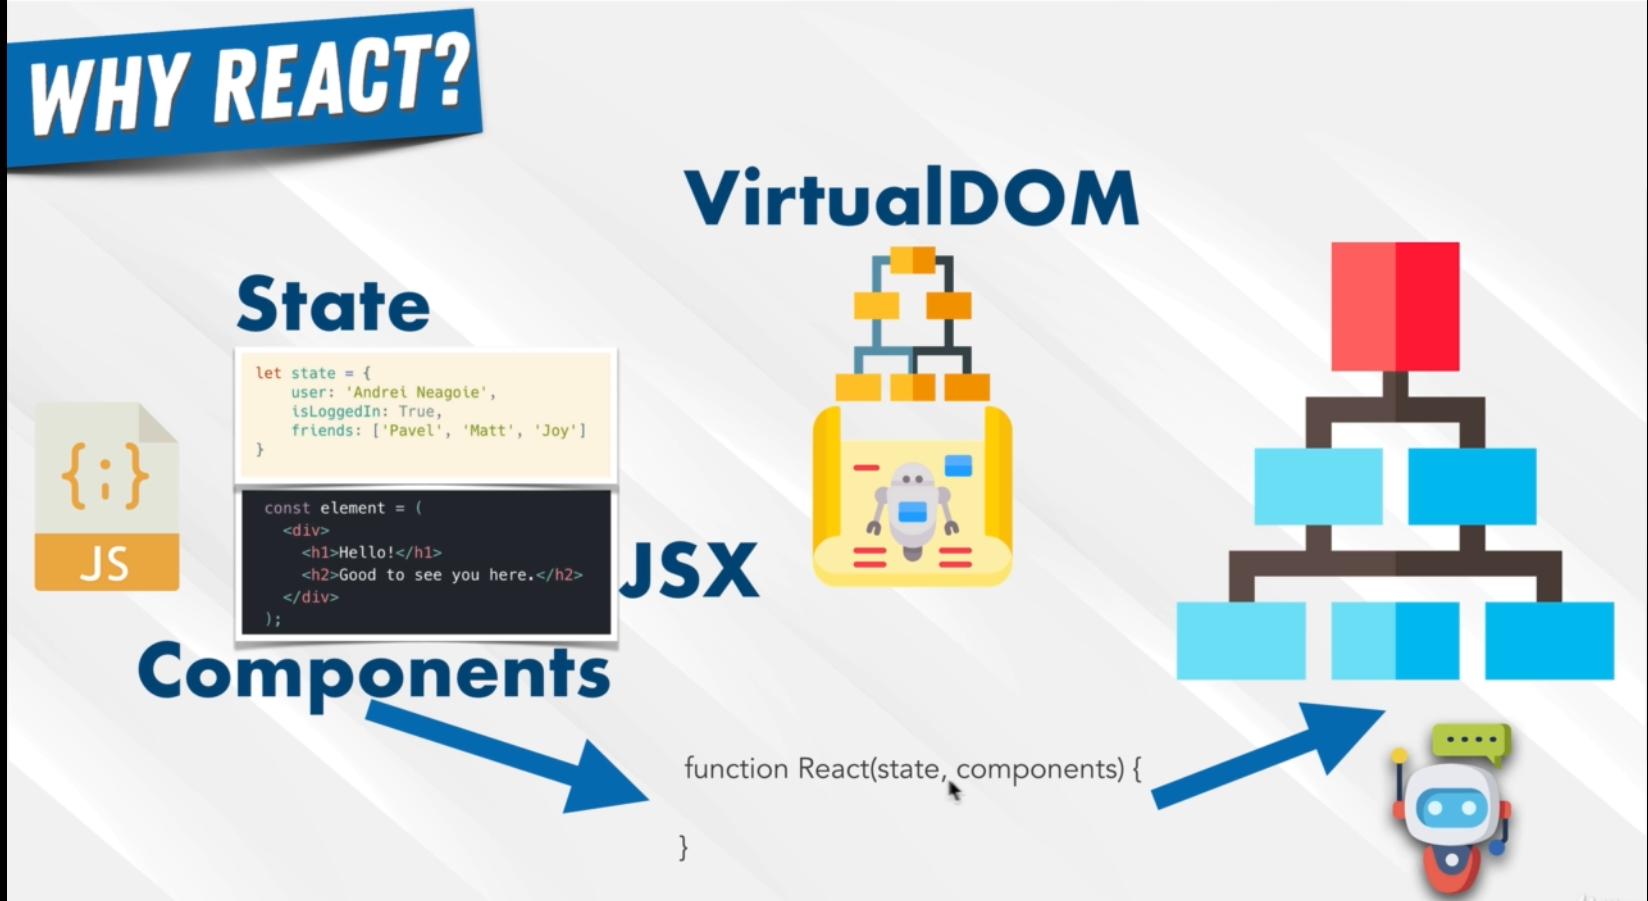 WHY REACT?
VirtualDOM
State
let state = {
user: 'Andrei Neagoie',
isLoggedIn: True,
friends: ['Pavel', 'Matt', 'Joy']
}
{;}
JS
const element = (
<div>
<h1>Hello!</h1>
<h2>Good to see you here.</h2>
</div>
);
JSX
Components
function React(state, components) {
}